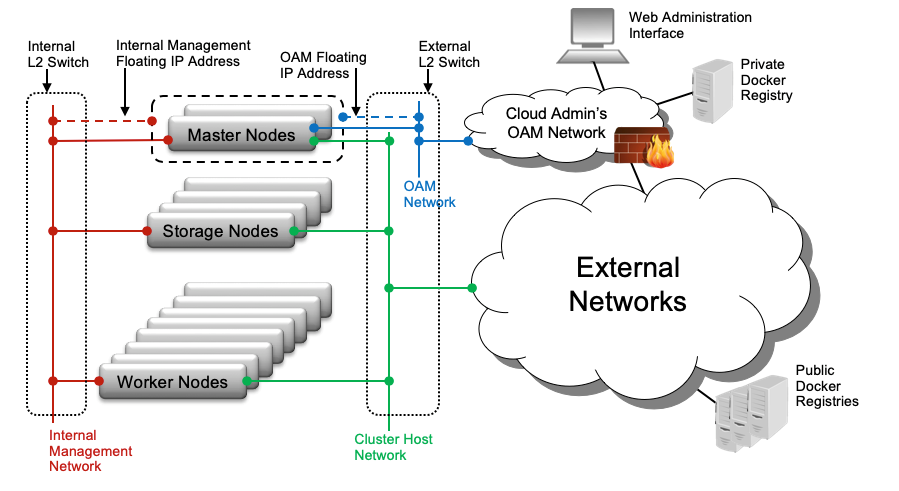 Internal
L2 Switch
Internal Management
Floating IP Address
OAM Floating
IP Address
External
L2 Switch
Web Administration
Interface
Private
Docker
Registry
Cloud Admin's
OAM Network
Master Nodes
OAM
Network
Storage Nodes
External
Networks
Worker Nodes
Public
Docker
Registries
Internal
Management
Network
Cluster Host
Network